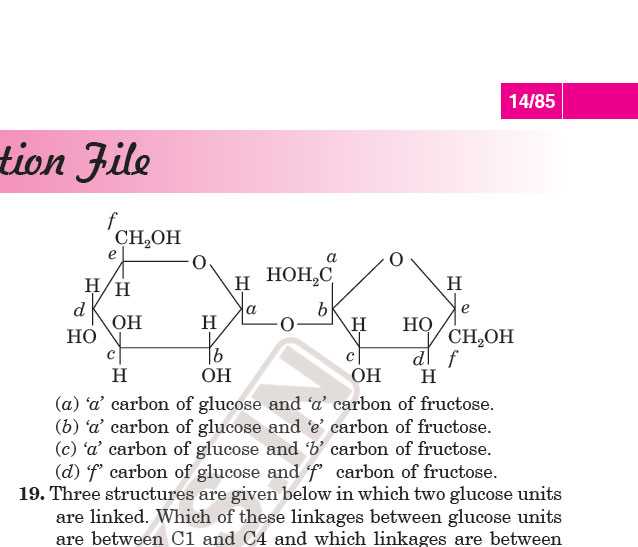 14/85
tion File
f
CH₂OH
e
O
a
O
H
HOH₂C
H
H
H
d
a
b
e
OH
H
O
H
HO
HO
CH₂OH
c
b
c
d
f
H
OH
OH
H
(a) ‘a’ carbon of glucose and ‘a’ carbon of fructose.
(b) ‘a’ carbon of glucose and ‘e’ carbon of fructose.
(c) ‘a’ carbon of glucose and ‘b’ carbon of fructose.
(d) ‘f’ carbon of glucose and ‘f’ carbon of fructose.
19. Three structures are given below in which two glucose units
are linked. Which of these linkages between glucose units
are between C1 and C4 and which linkages are between